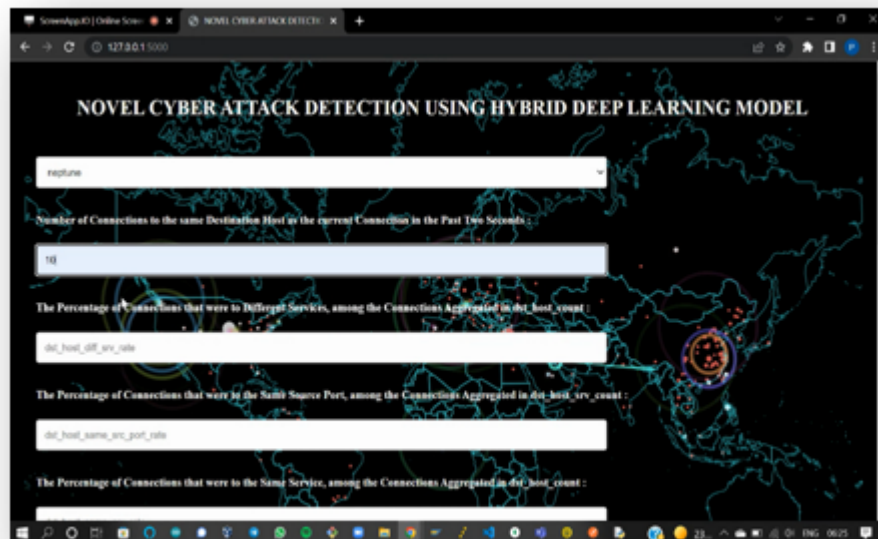 ScreenApp.IO | Online Scree
NOVEL CYBER ATTACK DETECTI
127.0.0.1:5000
NOVEL CYBER ATTACK DETECTION USING HYBRID DEEP LEARNING MODEL
neptune
Number of Connections to the same Destination Host as the current Connection in the Past Two Seconds :
10
The Percentage of Connections that were to Different Services, among the Connections Aggregated in dst_host_count :
dst_host_diff_srv_rate
The Percentage of Connections that were to the Same Source Port, among the Connections Aggregated in dst_host_srv_count :
dst_host_same_src_port_rate
The Percentage of Connections that were to the Same Service, among the Connections Aggregated in dst_host_count :
23...
ENG
06:25